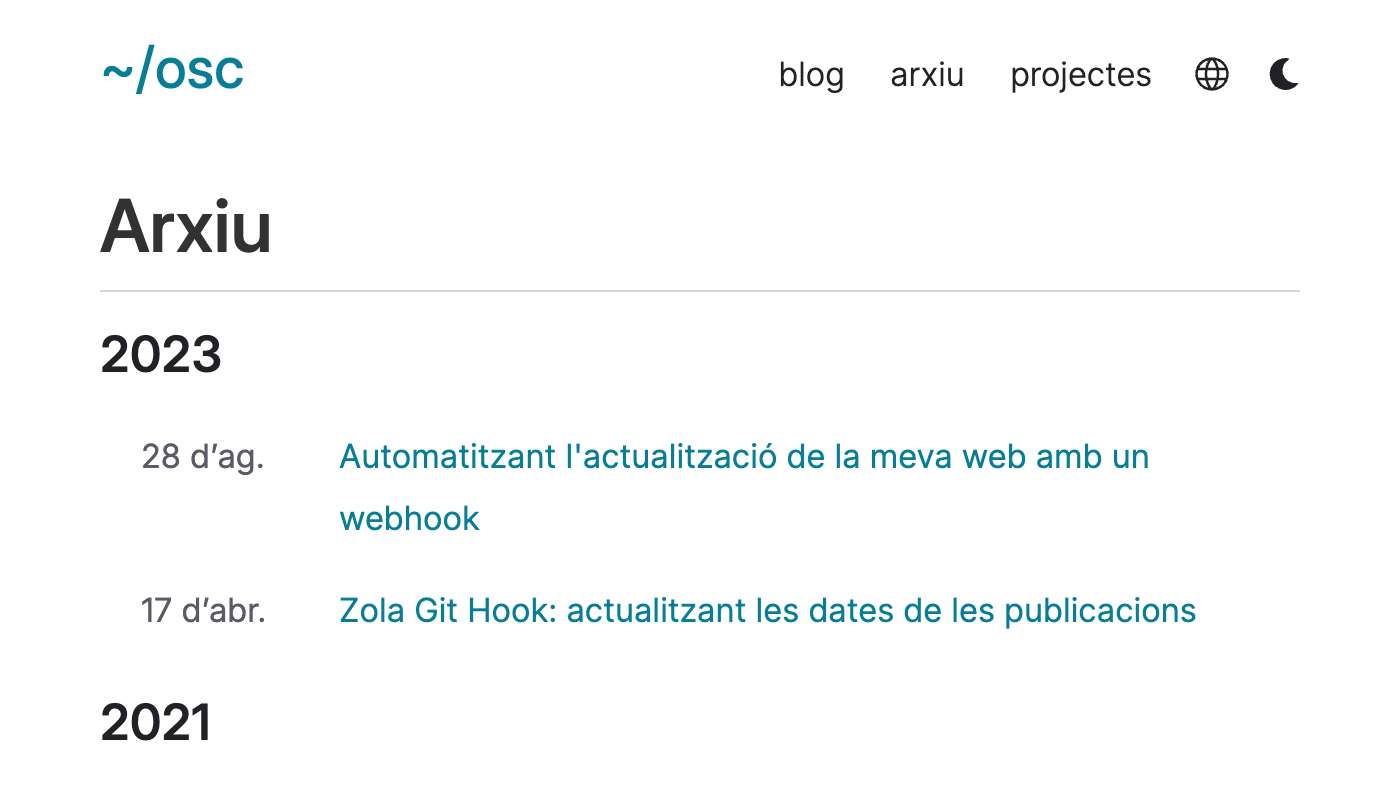 ~/osc
blog arxiu projectes
Arxiu
2023
28 d’ag. Automatitzant l'actualització de la meva web amb un
webhook
17 d’abr. Zola Git Hook: actualitzant les dates de les publicacions
2021